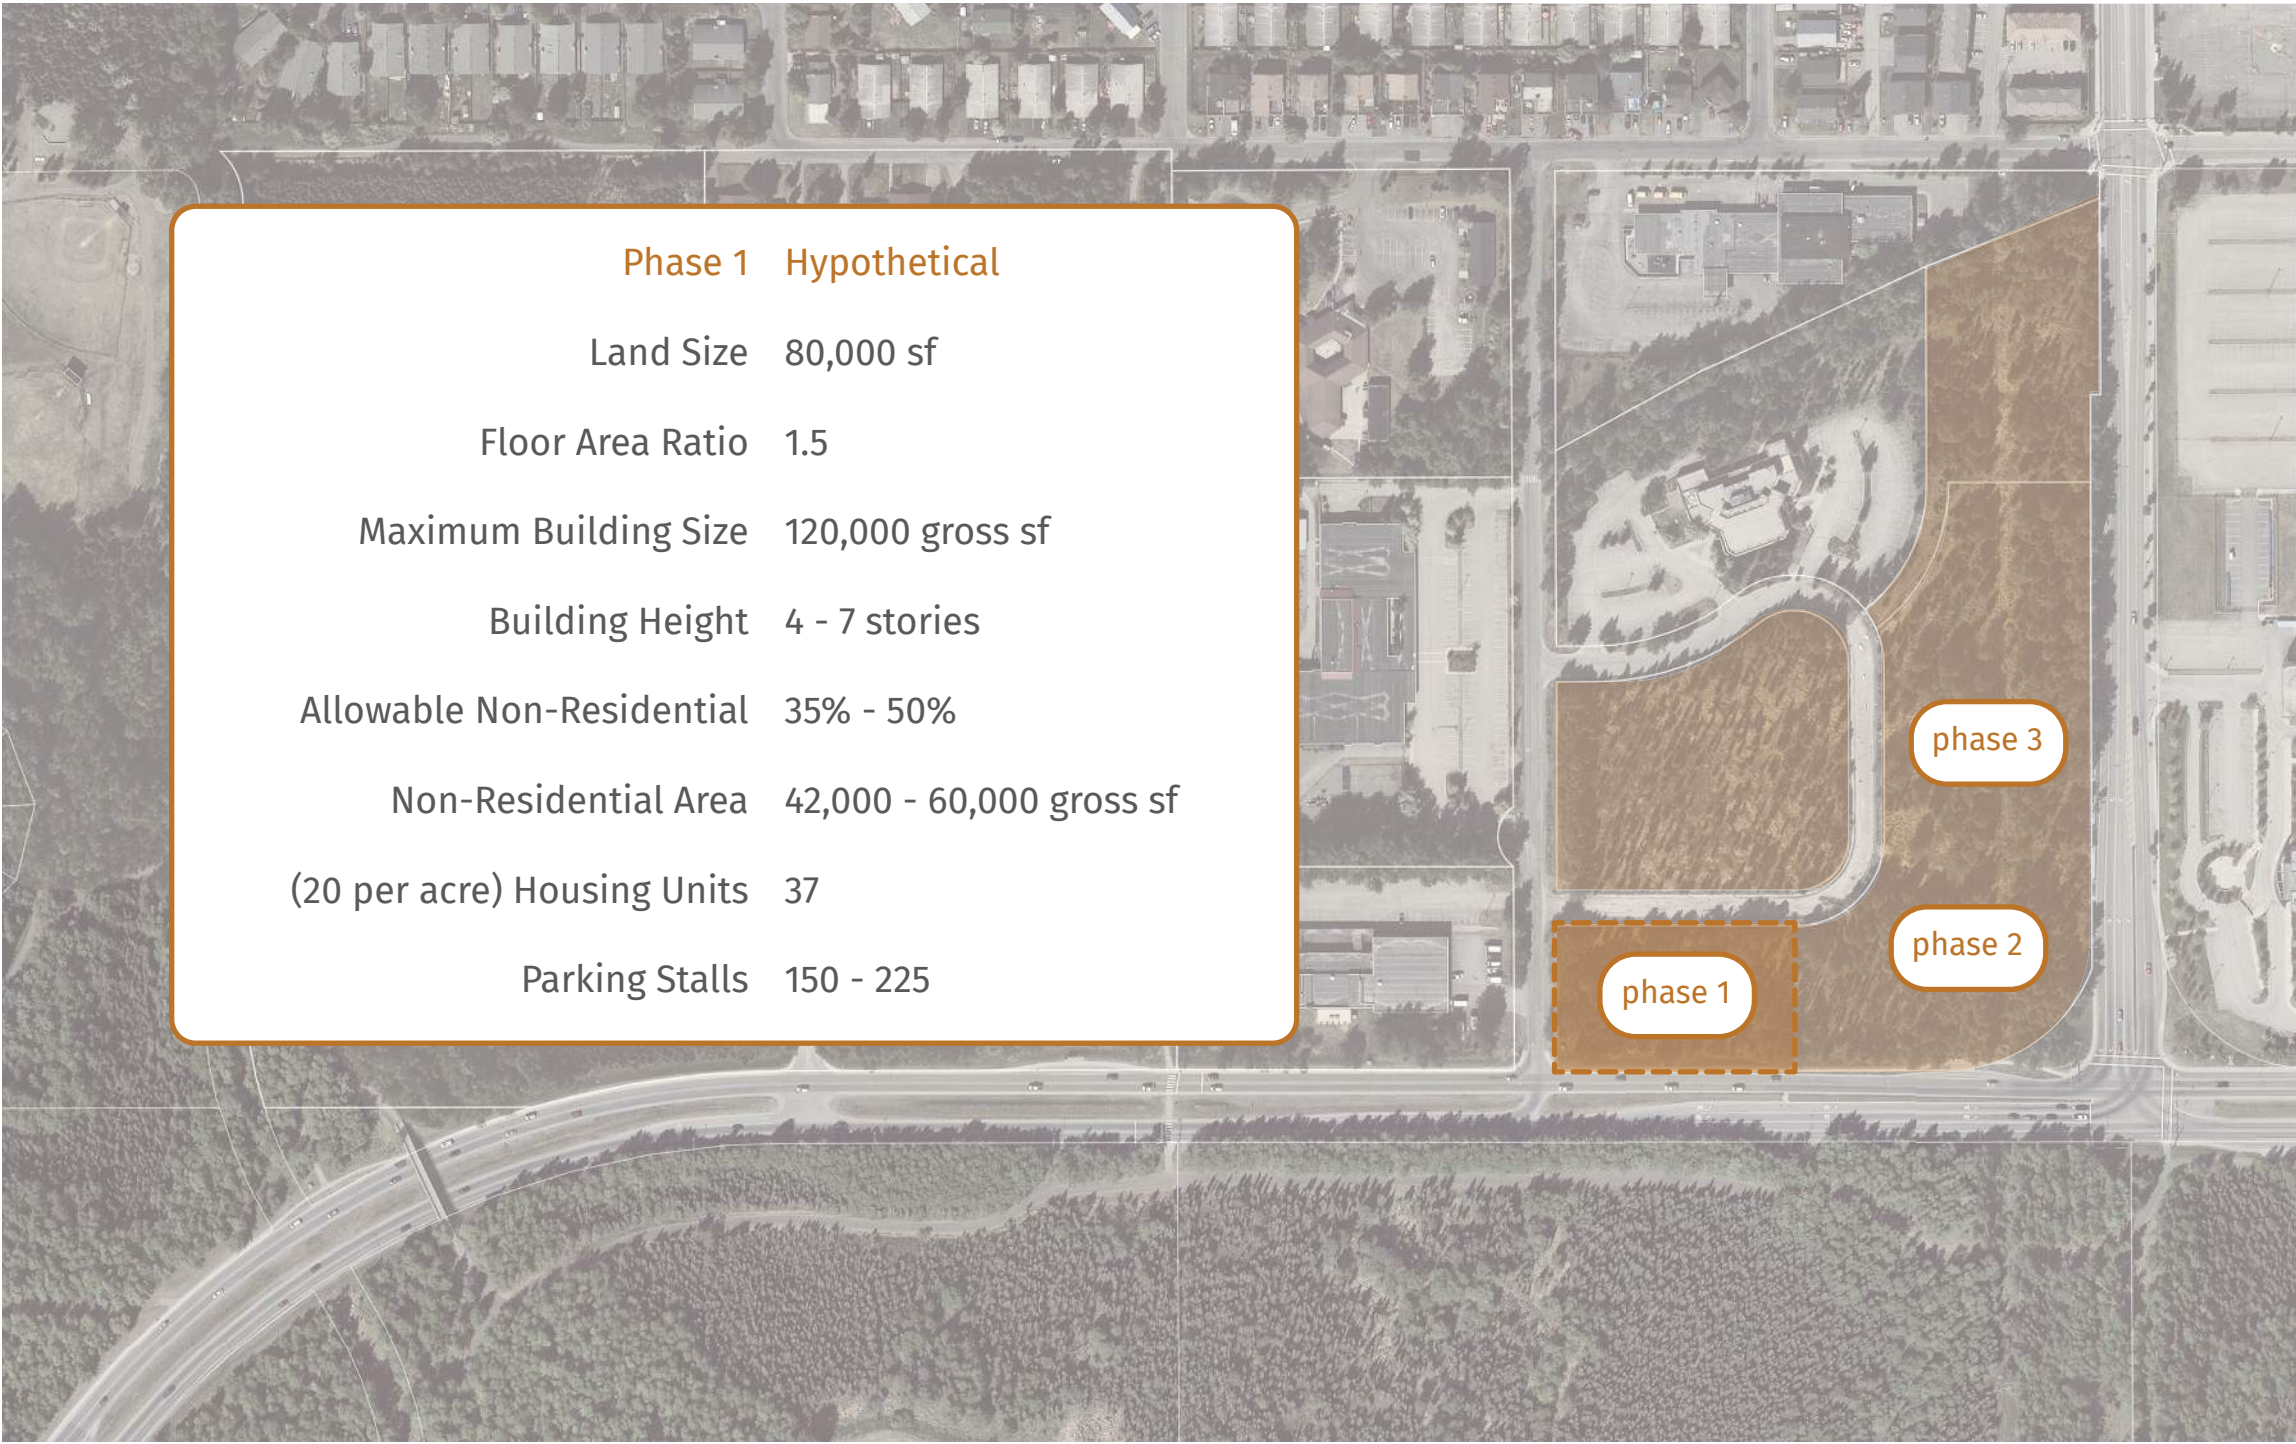 Phase 1 Hypothetical
Land Size 80,000 sf
Floor Area Ratio 1.5
Maximum Building Size 120,000 gross sf
Building Height 4 - 7 stories
Allowable Non-Residential 35% - 50%
Non-Residential Area 42,000 - 60,000 gross sf
(20 per acre) Housing Units 37
Parking Stalls 150 - 225
phase 3
phase 2
phase 1